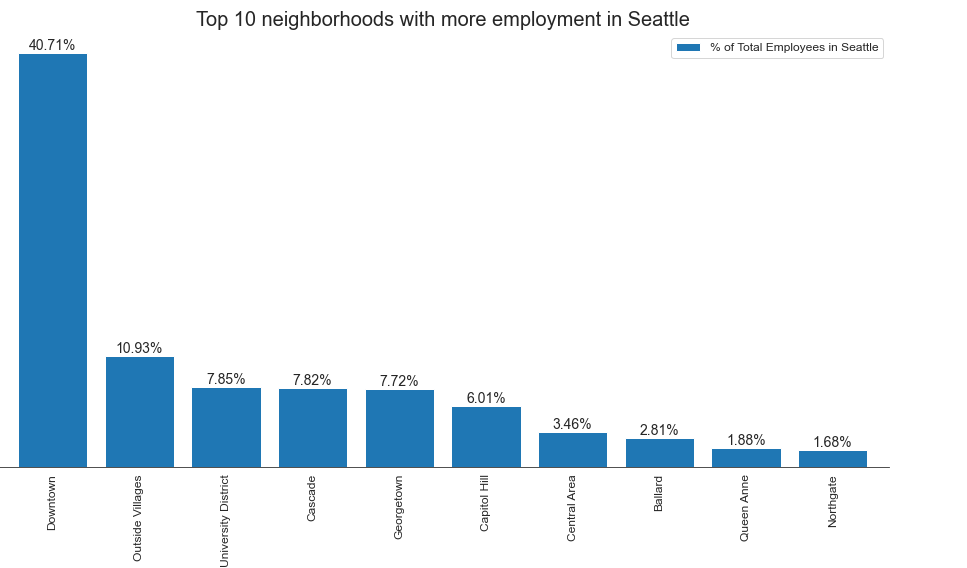 Top 10 neighborhoods with more employment in Seattle
% of Total Employees in Seattle
40.71%
10.93%
7.85%
7.82%
7.72%
6.01%
3.46%
2.81%
1.88%
1.68%
Downtown
Outside Villages
University District
Cascade
Georgetown
Capitol Hill
Central Area
Ballard
Queen Anne
Northgate